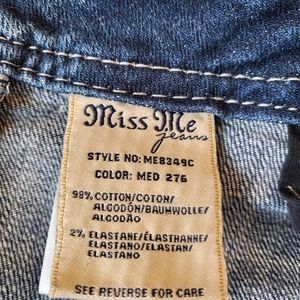 Miss Me
jeans
STYLE NO: ME8349C
COLOR: MED 276
98% COTTON/COTON/
ALGODÓN/BAUMWOLLE/
ALGODÃO
2% ELASTANE/ÉLASTHANNE/
ELASTANO/ELASTAN/
ELASTANO
SEE REVERSE FOR CARE